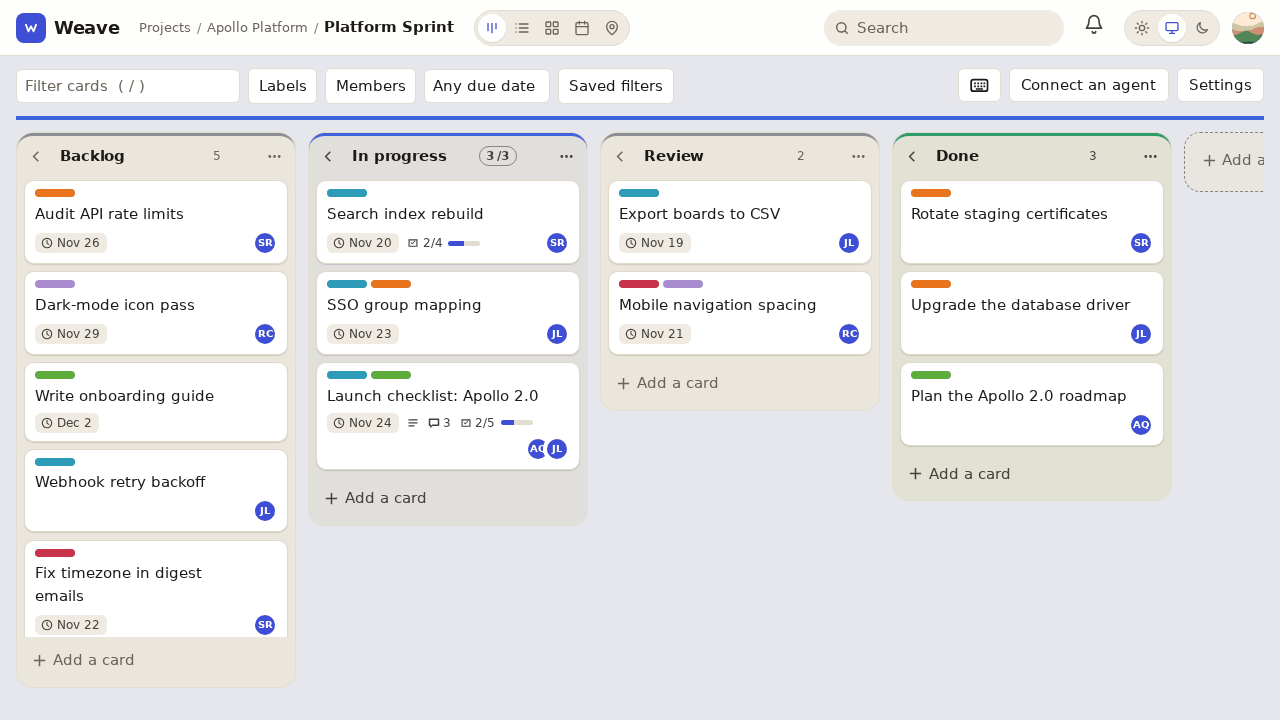 Weave
Projects / Apollo Platform / Platform Sprint
Search
Filter cards ( / )
Labels
Members
Any due date
Saved filters
Connect an agent
Settings
Backlog 5
Audit API rate limits
Nov 26
SR
Dark-mode icon pass
Nov 29
RC
Write onboarding guide
Dec 2
Webhook retry backoff
JL
Fix timezone in digest
emails
Nov 22
SR
+ Add a card
In progress 3 /3
Search index rebuild
Nov 20 2/4
SR
SSO group mapping
Nov 23
JL
Launch checklist: Apollo 2.0
Nov 24 3 2/5
AQ JL
+ Add a card
Review 2
Export boards to CSV
Nov 19
JL
Mobile navigation spacing
Nov 21
RC
+ Add a card
Done 3
Rotate staging certificates
SR
Upgrade the database driver
JL
Plan the Apollo 2.0 roadmap
AQ
+ Add a card
+ Add a